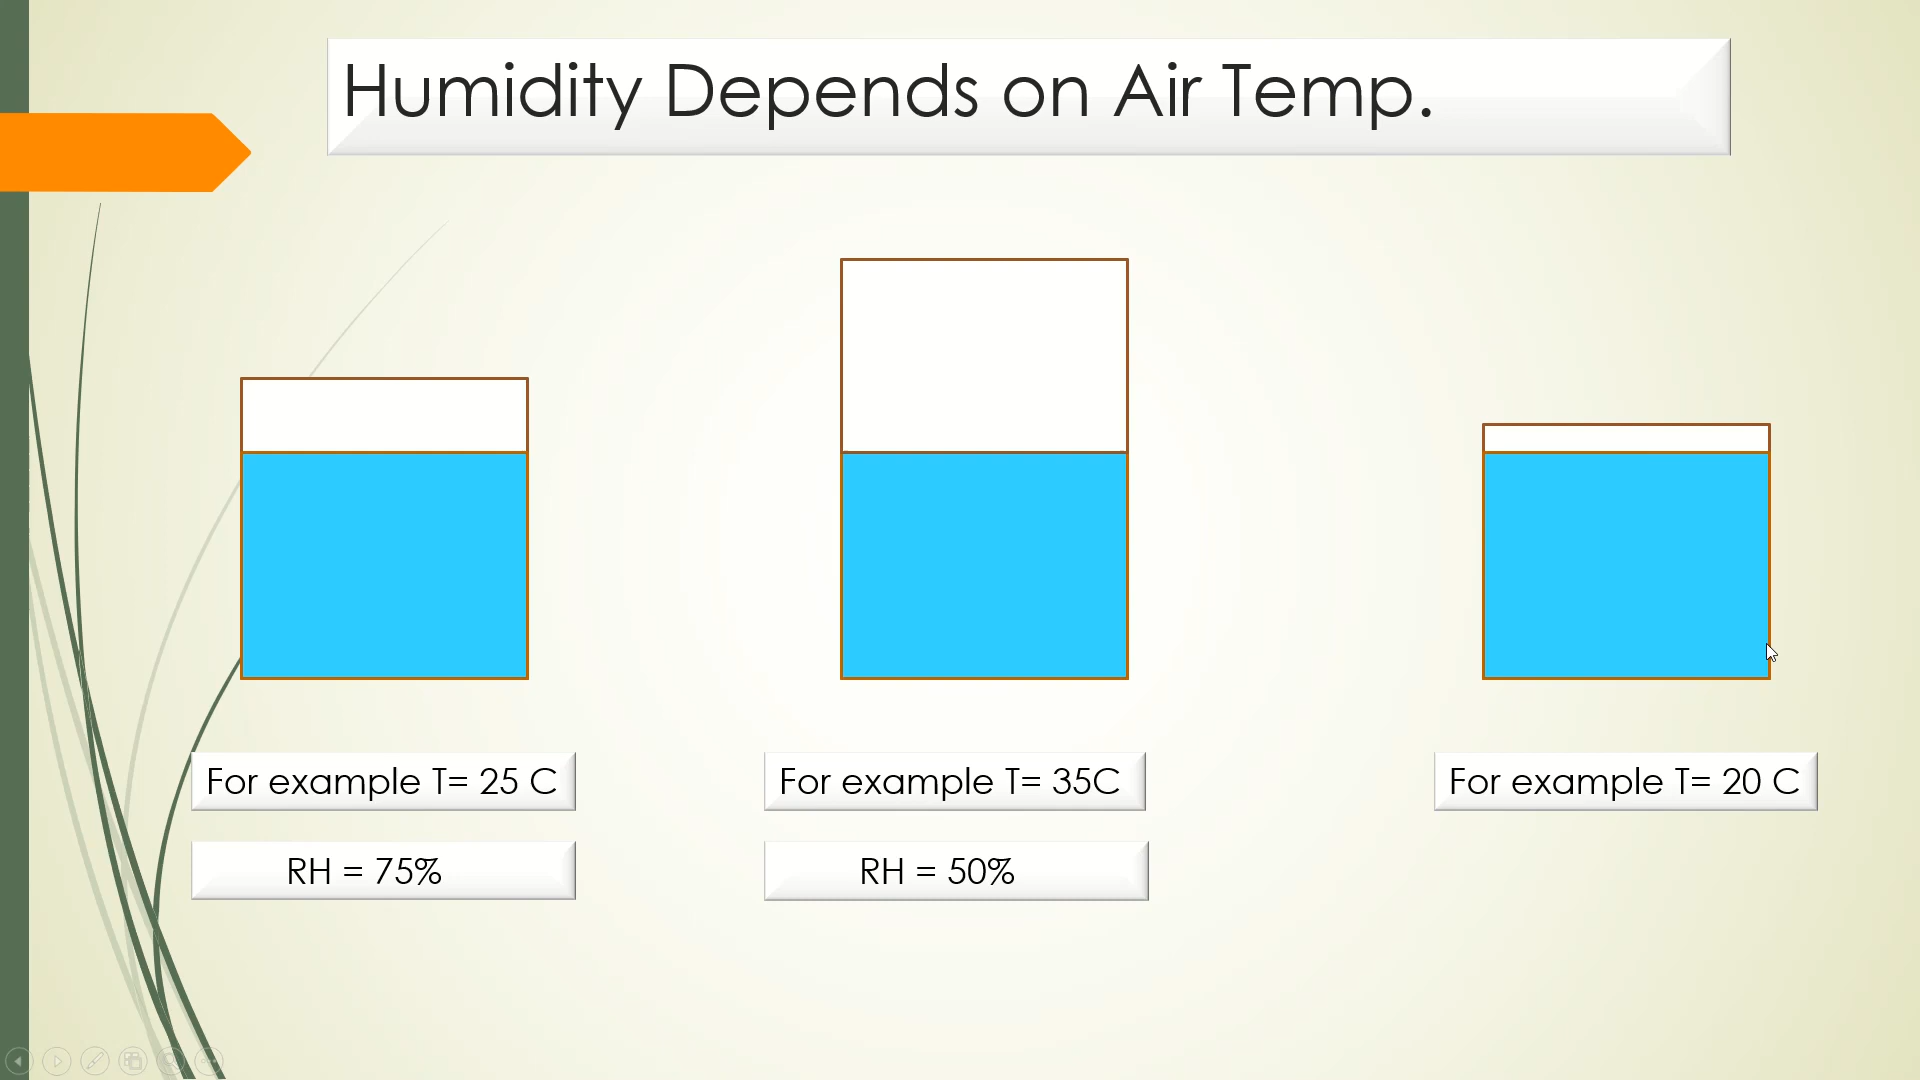 Humidity Depends on Air Temp.
For example T= 25 C
For example T= 35C
For example T= 20 C
RH = 75%
RH = 50%